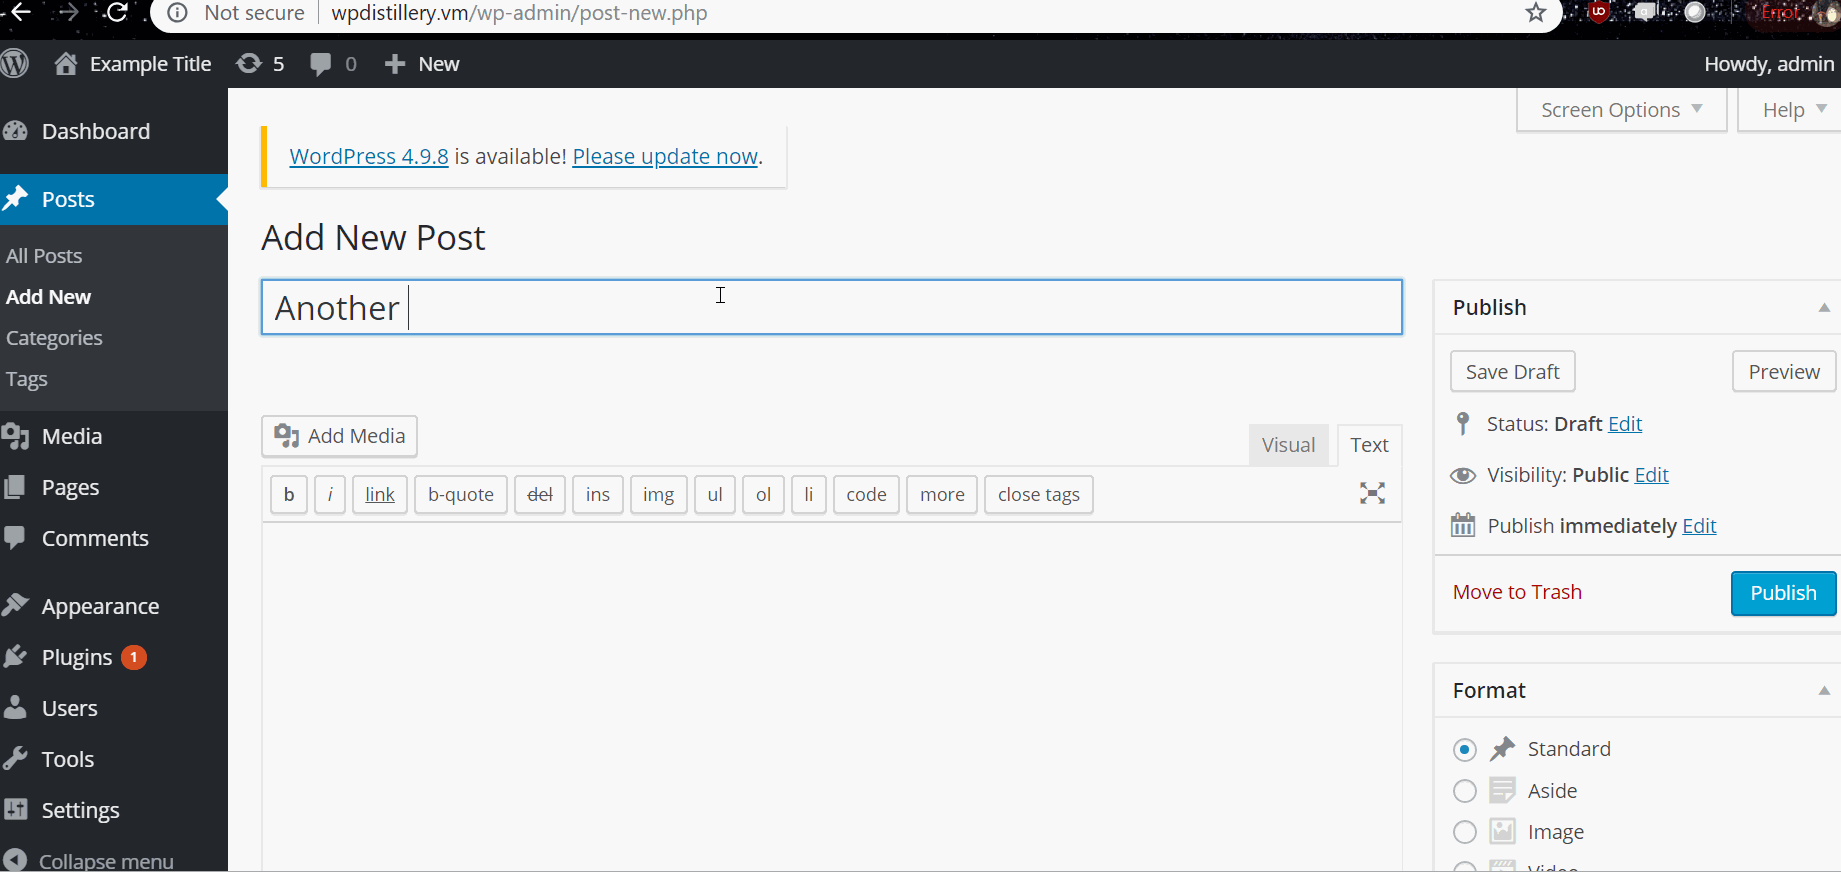 Not secure wpdistillery.vm/wp-admin/post-new.php
UO
Error
Example Title 5 0 New Howdy, admin
Screen Options Help
Dashboard
Posts
All Posts
Add New
Categories
Tags
Media
Pages
Comments
Appearance
Plugins 1
Users
Tools
Settings
Collapse menu
WordPress 4.9.8 is available! Please update now.
Add New Post
Another
Add Media
Visual Text
b i link b-quote del ins img ul ol li code more close tags
Publish
Save Draft Preview
Status: Draft Edit
Visibility: Public Edit
Publish immediately Edit
Move to Trash Publish
Format
Standard
Aside
Image
Video